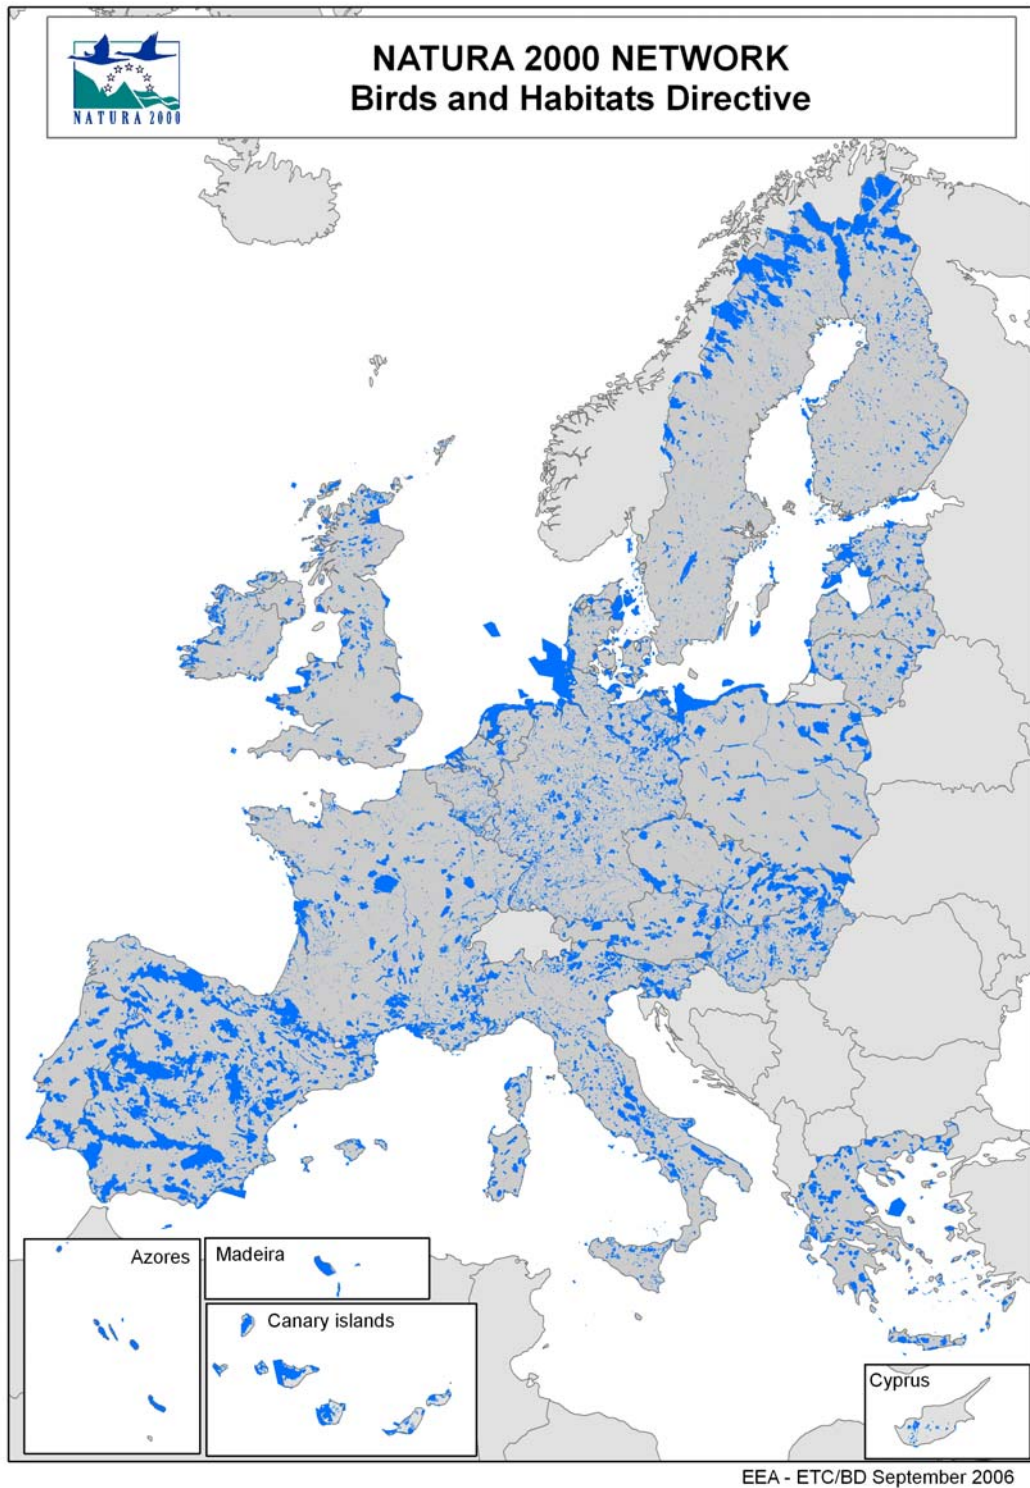 NATURA 2000
NATURA 2000 NETWORK
Birds and Habitats Directive
Azores
Madeira
Canary islands
Cyprus
EEA - ETC/BD September 2006